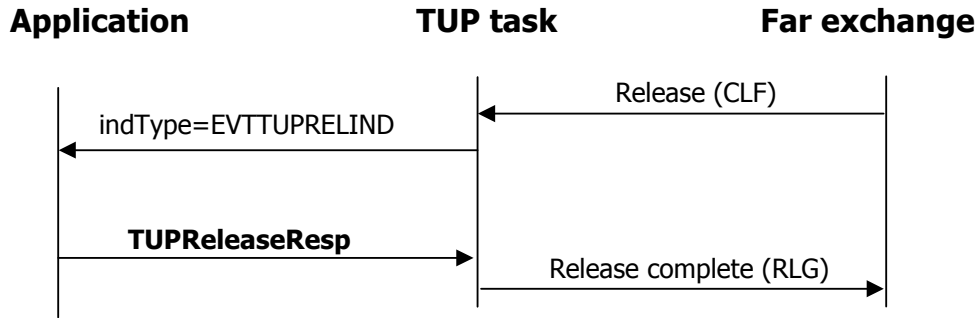 Application TUP task Far exchange
Release (CLF)
indType=EVTTUPRELIND
TUPReleaseResp
Release complete (RLG)